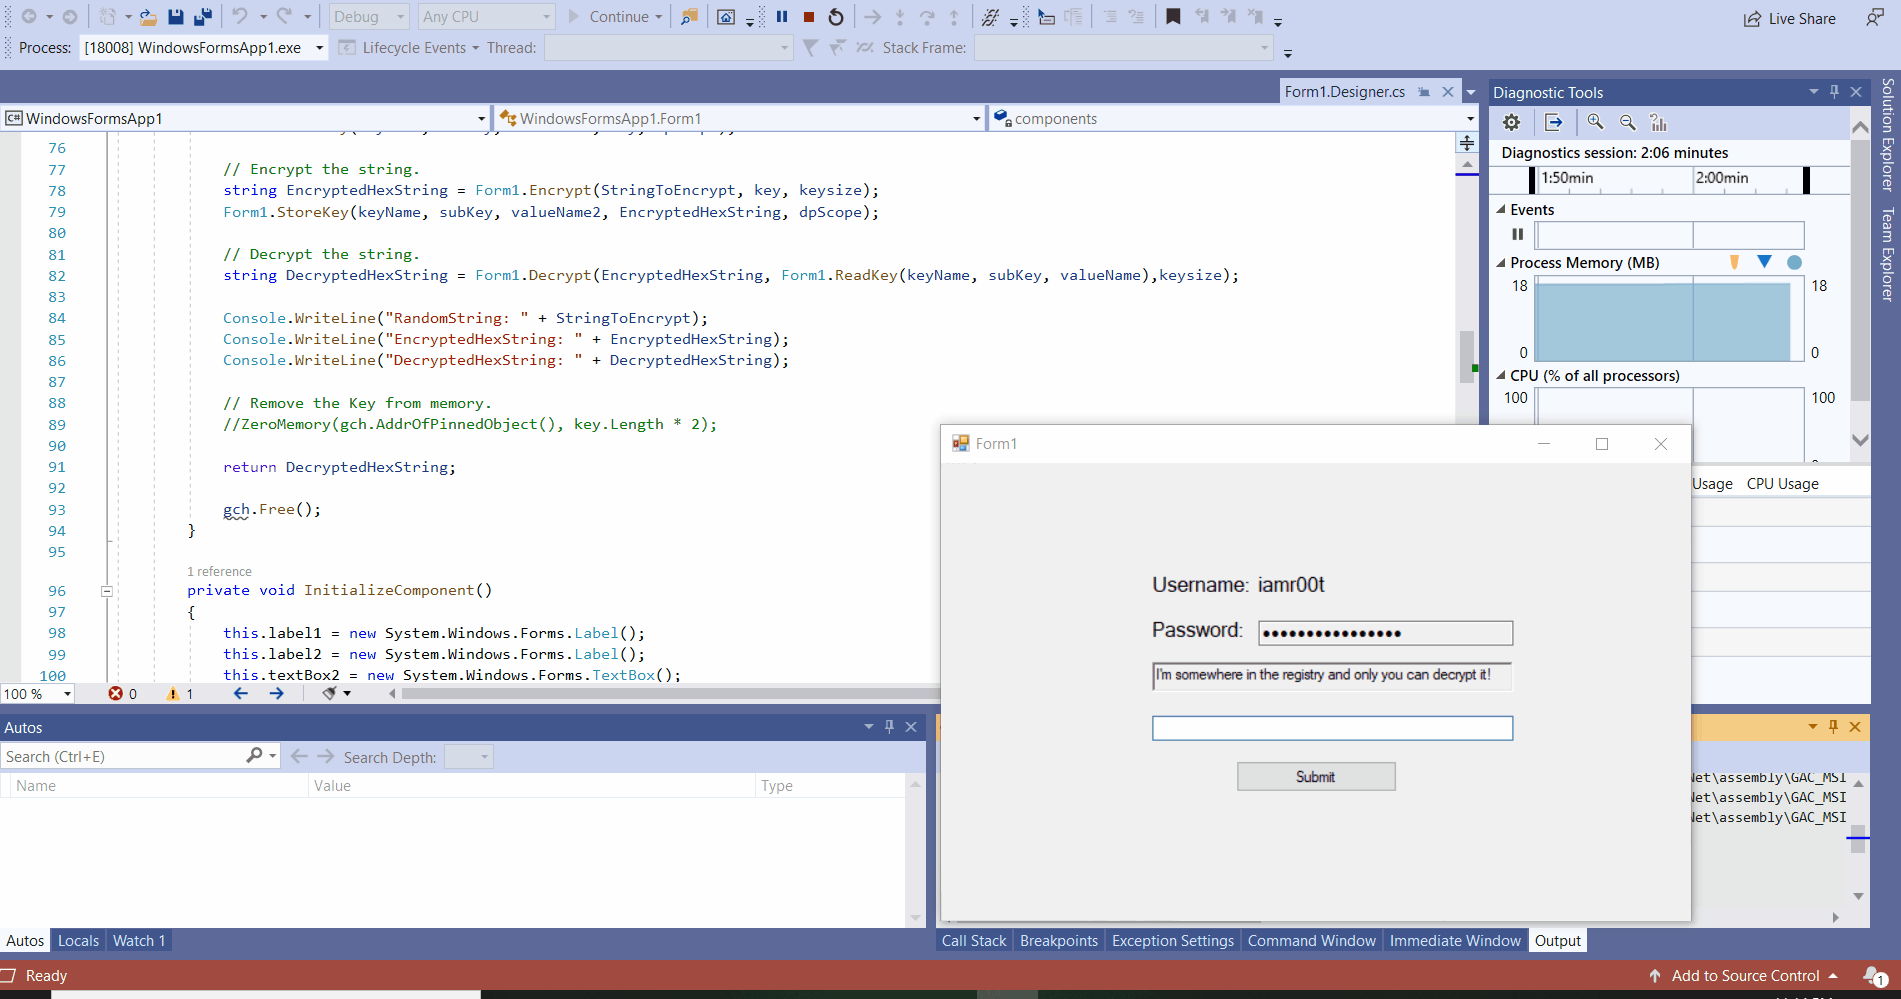 Debug Any CPU Continue Live Share
Process: [18008] WindowsFormsApp1.exe Lifecycle Events Thread: Stack Frame:
Form1.Designer.cs
C# WindowsFormsApp1 WindowsFormsApp1.Form1 components
76
77 // Encrypt the string.
78 string EncryptedHexString = Form1.Encrypt(StringToEncrypt, key, keysize);
79 Form1.StoreKey(keyName, subKey, valueName2, EncryptedHexString, dpScope);
80
81 // Decrypt the string.
82 string DecryptedHexString = Form1.Decrypt(EncryptedHexString, Form1.ReadKey(keyName, subKey, valueName),keysize);
83
84 Console.WriteLine("RandomString: " + StringToEncrypt);
85 Console.WriteLine("EncryptedHexString: " + EncryptedHexString);
86 Console.WriteLine("DecryptedHexString: " + DecryptedHexString);
87
88 // Remove the Key from memory.
89 //ZeroMemory(gch.AddrOfPinnedObject(), key.Length * 2);
90
91 return DecryptedHexString;
92
93 gch.Free();
94 }
95
1 reference
96 private void InitializeComponent()
97 {
98 this.label1 = new System.Windows.Forms.Label();
99 this.label2 = new System.Windows.Forms.Label();
100 this.textBox2 = new System.Windows.Forms.TextBox();
100 % 0 1
Diagnostic Tools
Diagnostics session: 2:06 minutes
1:50min 2:00min
Events
Process Memory (MB)
18 18
0 0
CPU (% of all processors)
100 100
Usage CPU Usage
Solution Explorer
Team Explorer
Form1
Username: iamr00t
Password: ••••••••••••••••
I'm somewhere in the registry and only you can decrypt it!
Submit
Autos
Search (Ctrl+E) Search Depth:
Name Value Type
Net\assembly\GAC_MSI
Net\assembly\GAC_MSI
Net\assembly\GAC_MSI
Autos Locals Watch 1
Call Stack Breakpoints Exception Settings Command Window Immediate Window Output
Ready Add to Source Control 1